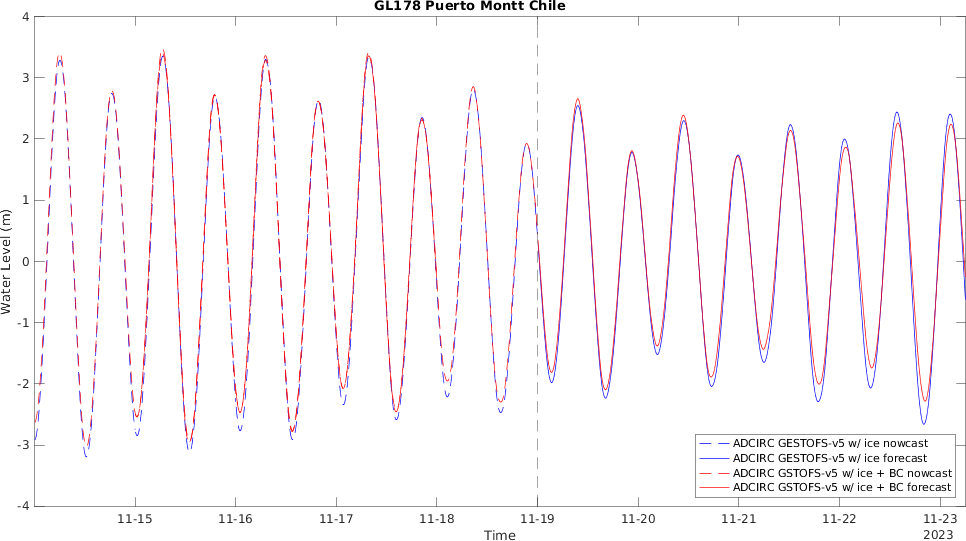 GL178 Puerto Montt Chile
4
3
2
1
0
-1
-2
-3
-4
Water Level (m)
11-15
11-16
11-17
11-18
11-19
11-20
11-21
11-22
11-23
Time
2023
ADCIRC GESTOFS-v5 w/ ice nowcast
ADCIRC GESTOFS-v5 w/ ice forecast
ADCIRC GSTOFS-v5 w/ ice + BC nowcast
ADCIRC GSTOFS-v5 w/ ice + BC forecast